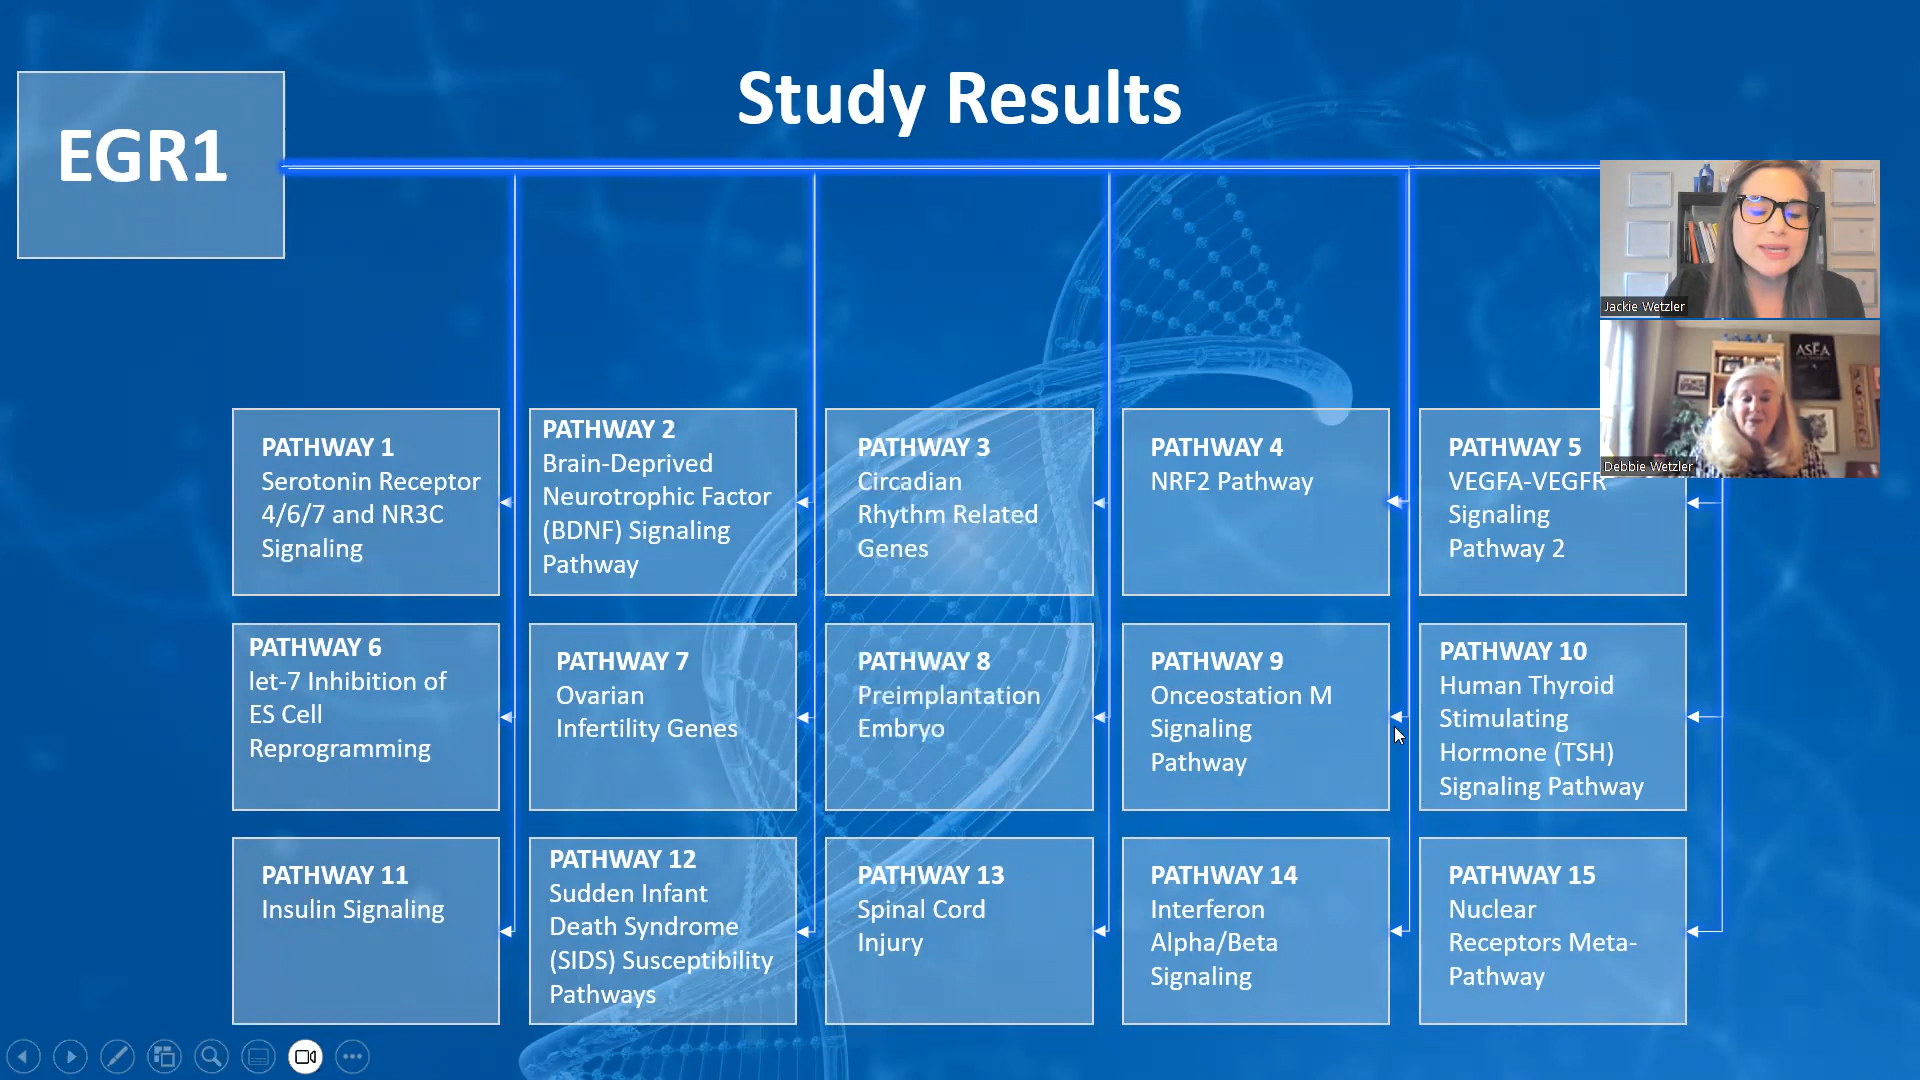 Study Results
EGR1
Jackie Wetzler
ASEA
Debbie Wetzler
PATHWAY 1
Serotonin Receptor
4/6/7 and NR3C
Signaling
PATHWAY 2
Brain-Deprived
Neurotrophic Factor
(BDNF) Signaling
Pathway
PATHWAY 3
Circadian
Rhythm Related
Genes
PATHWAY 4
NRF2 Pathway
PATHWAY 5
VEGFA-VEGFR
Signaling
Pathway 2
PATHWAY 6
let-7 Inhibition of
ES Cell
Reprogramming
PATHWAY 7
Ovarian
Infertility Genes
PATHWAY 8
Preimplantation
Embryo
PATHWAY 9
Onceostation M
Signaling
Pathway
PATHWAY 10
Human Thyroid
Stimulating
Hormone (TSH)
Signaling Pathway
PATHWAY 11
Insulin Signaling
PATHWAY 12
Sudden Infant
Death Syndrome
(SIDS) Susceptibility
Pathways
PATHWAY 13
Spinal Cord
Injury
PATHWAY 14
Interferon
Alpha/Beta
Signaling
PATHWAY 15
Nuclear
Receptors Meta-
Pathway